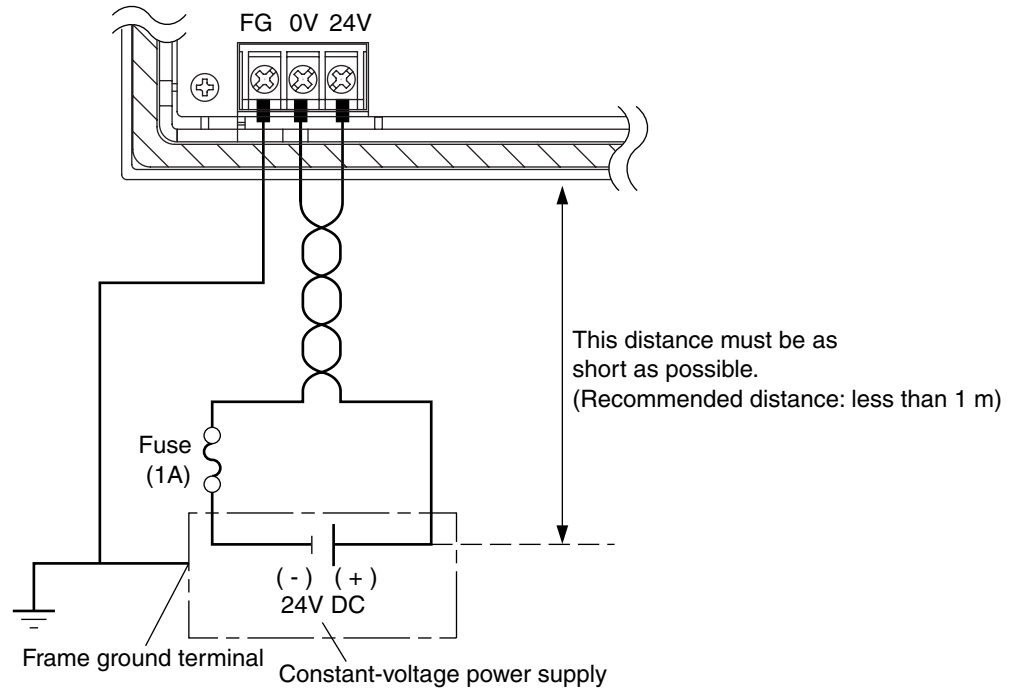 FG 0V 24V
This distance must be as
short as possible.
(Recommended distance: less than 1 m)
Fuse
(1A)
( - ) ( + )
24V DC
Frame ground terminal
Constant-voltage power supply